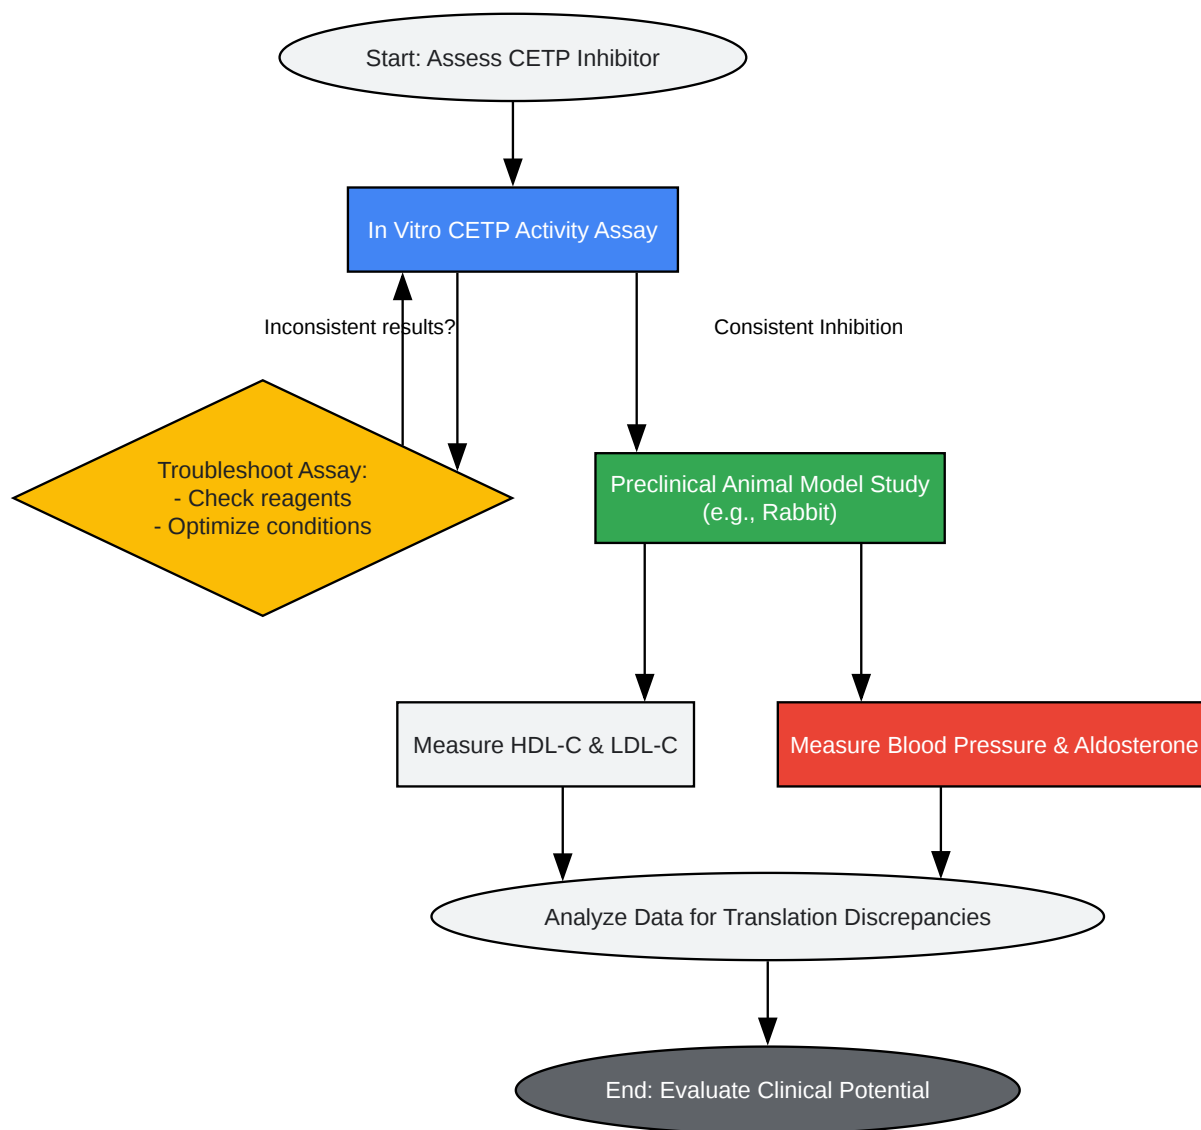 Start: Assess CETP Inhibitor
In Vitro CETP Activity Assay
Inconsistent results?
Consistent Inhibition
Troubleshoot Assay:
- Check reagents
- Optimize conditions
Preclinical Animal Model Study
(e.g., Rabbit)
Measure HDL-C & LDL-C
Measure Blood Pressure & Aldosterone
Analyze Data for Translation Discrepancies
End: Evaluate Clinical Potential